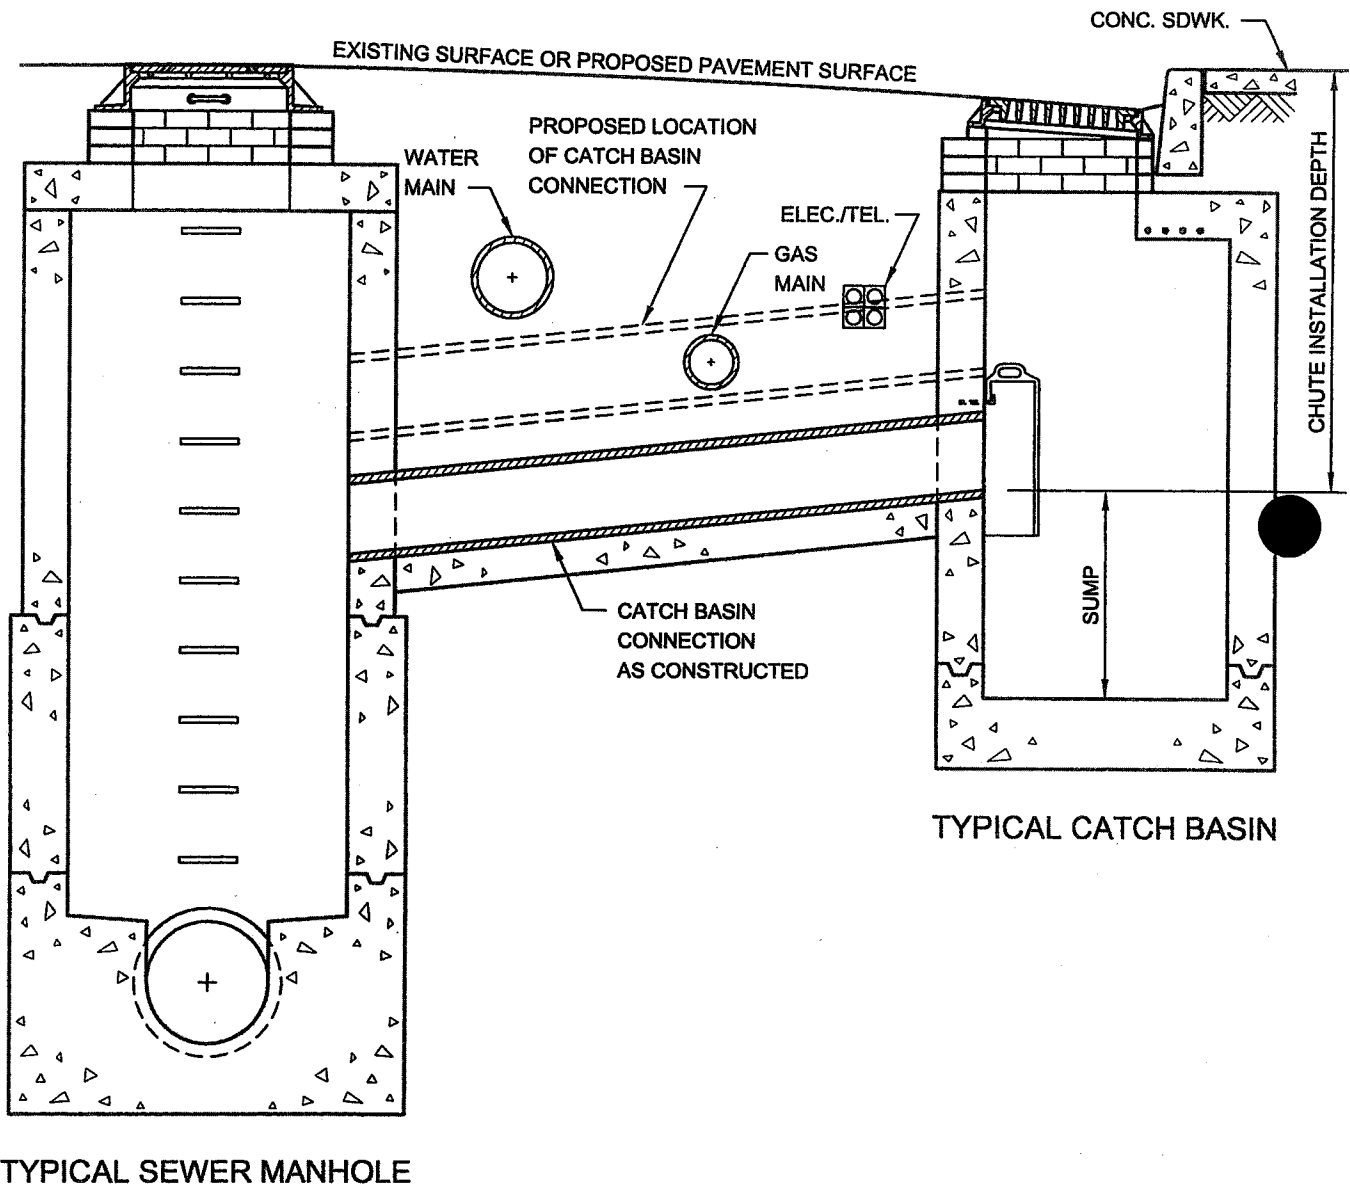 CONC. SDWK.
EXISTING SURFACE OR PROPOSED PAVEMENT SURFACE
PROPOSED LOCATION
OF CATCH BASIN
CONNECTION
WATER
MAIN
ELEC./TEL.
GAS
MAIN
CHUTE INSTALLATION DEPTH
SUMP
CATCH BASIN
CONNECTION
AS CONSTRUCTED
TYPICAL CATCH BASIN
TYPICAL SEWER MANHOLE